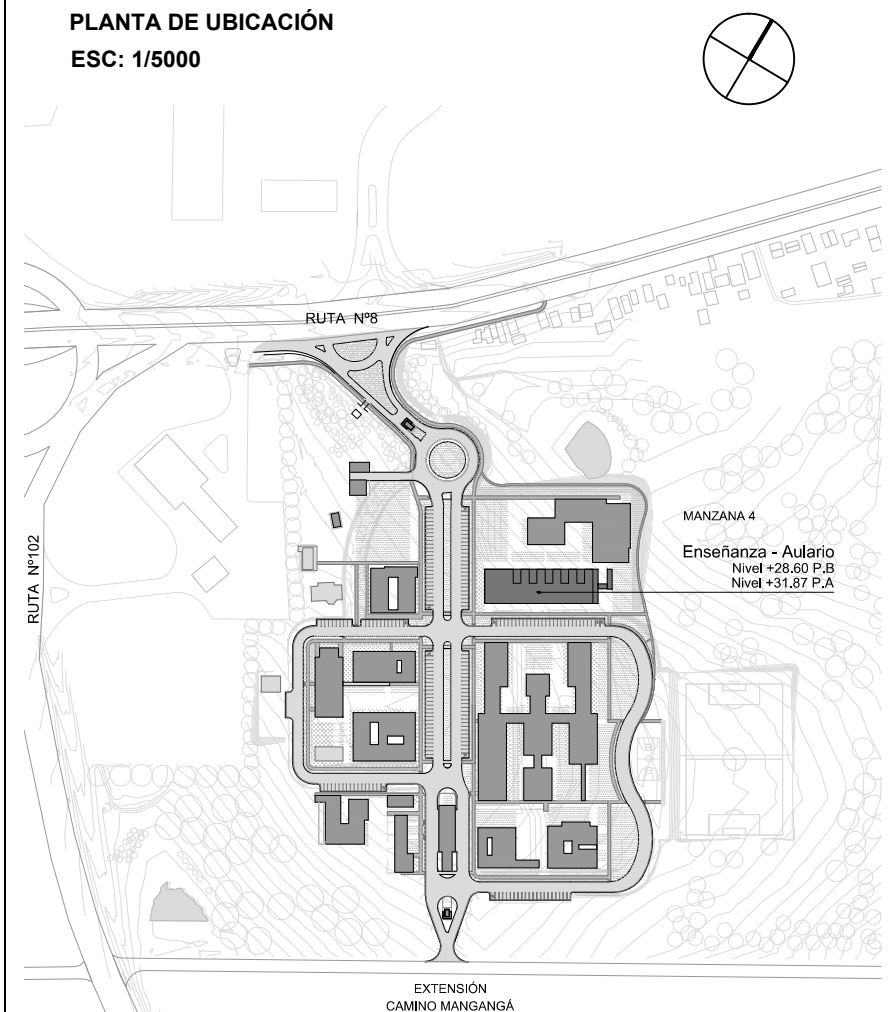 PLANTA DE UBICACIÓN
ESC: 1/5000
RUTA Nº8
MANZANA 4
Enseñanza - Aulario
Nivel +28.60 P.B
Nivel +31.87 P.A
RUTA Nº102
EXTENSIÓN
CAMINO MANGANGÁ